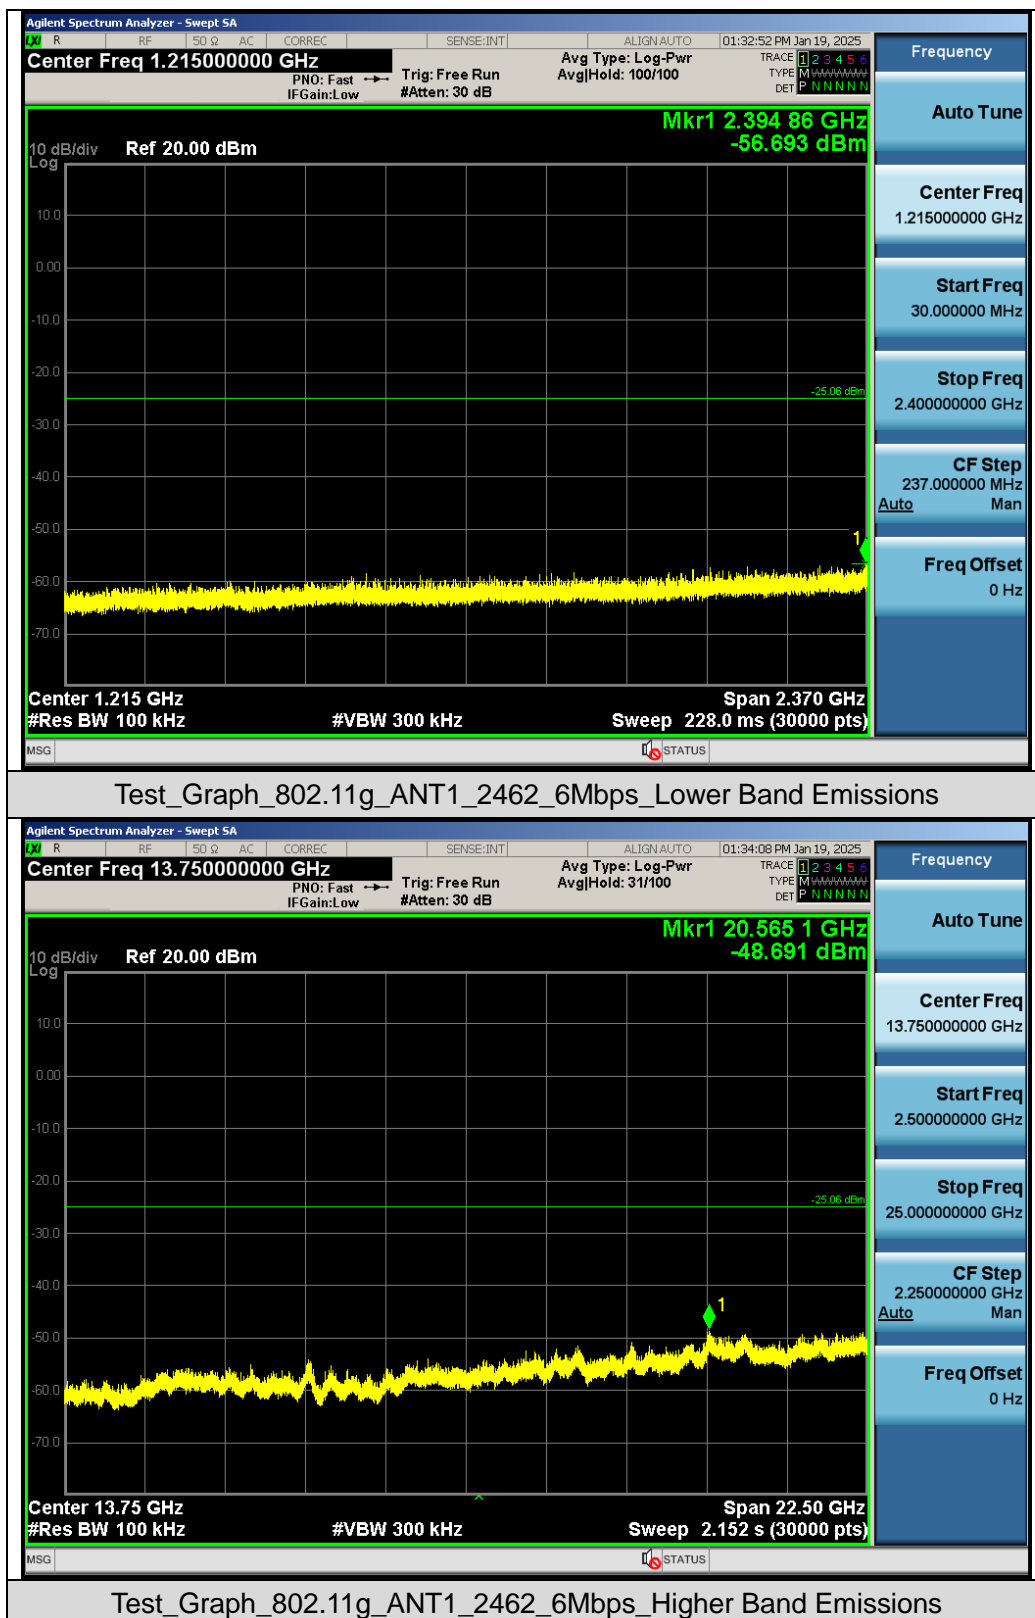 Agilent Spectrum Analyzer - Swept SA
LXI R RF 50 Ω AC CORREC SENSE:INT ALIGN AUTO 01:32:52 PM Jan 19, 2025
Center Freq 1.215000000 GHz
PNO: Fast
IFGain:Low
Trig: Free Run
#Atten: 30 dB
Avg Type: Log-Pwr
Avg|Hold: 100/100
TRACE 1 2 3 4 5 6
TYPE M WWWWW
DET P N N N N N
Mkr1 2.394 86 GHz
-56.693 dBm
10 dB/div
Log
Ref 20.00 dBm
10.0
0.00
-10.0
-20.0
-25.06 dBm
-30.0
-40.0
-50.0
1
-60.0
-70.0
Center 1.215 GHz
Span 2.370 GHz
#Res BW 100 kHz
#VBW 300 kHz
Sweep 228.0 ms (30000 pts)
MSG
STATUS
Frequency
Auto Tune
Center Freq
1.215000000 GHz
Start Freq
30.000000 MHz
Stop Freq
2.400000000 GHz
CF Step
237.000000 MHz
Auto Man
Freq Offset
0 Hz
Test_Graph_802.11g_ANT1_2462_6Mbps_Lower Band Emissions
Agilent Spectrum Analyzer - Swept SA
LXI R RF 50 Ω AC CORREC SENSE:INT ALIGN AUTO 01:34:08 PM Jan 19, 2025
Center Freq 13.750000000 GHz
PNO: Fast
IFGain:Low
Trig: Free Run
#Atten: 30 dB
Avg Type: Log-Pwr
Avg|Hold: 31/100
TRACE 1 2 3 4 5 6
TYPE M WWWWW
DET P N N N N N
Mkr1 20.565 1 GHz
-48.691 dBm
10 dB/div
Log
Ref 20.00 dBm
10.0
0.00
-10.0
-20.0
-25.06 dBm
-30.0
-40.0
1
-50.0
-60.0
-70.0
Center 13.75 GHz
Span 22.50 GHz
#Res BW 100 kHz
#VBW 300 kHz
Sweep 2.152 s (30000 pts)
MSG
STATUS
Frequency
Auto Tune
Center Freq
13.750000000 GHz
Start Freq
2.500000000 GHz
Stop Freq
25.000000000 GHz
CF Step
2.250000000 GHz
Auto Man
Freq Offset
0 Hz
Test_Graph_802.11g_ANT1_2462_6Mbps_Higher Band Emissions